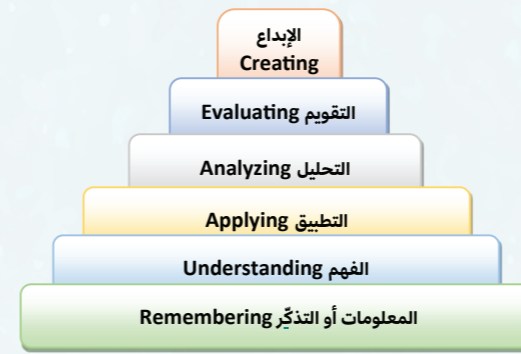 الإبداع
Creating
التقويم Evaluating
التحليل Analyzing
التطبيق Applying
الفهم Understanding
المعلومات أو التذكّر Remembering